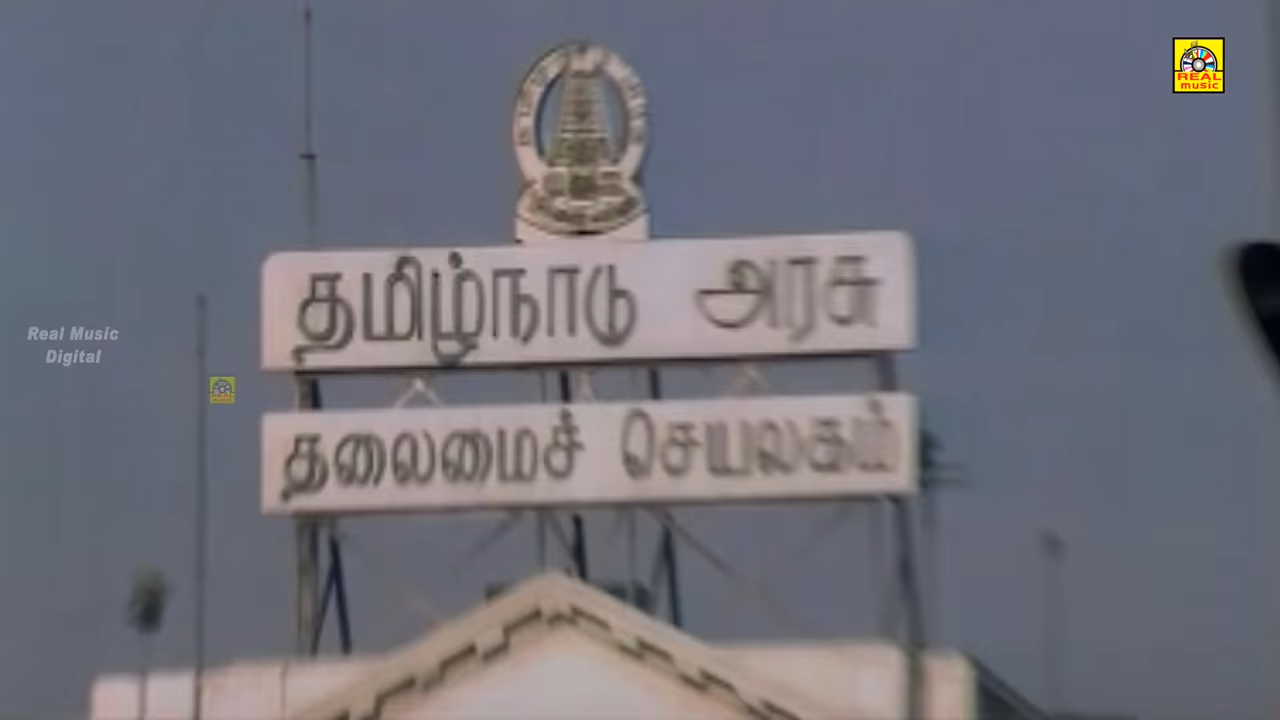 REAL
music
தமிழ்நாடு அரசு
தலைமைச் செயலகம்
Real Music
Digital